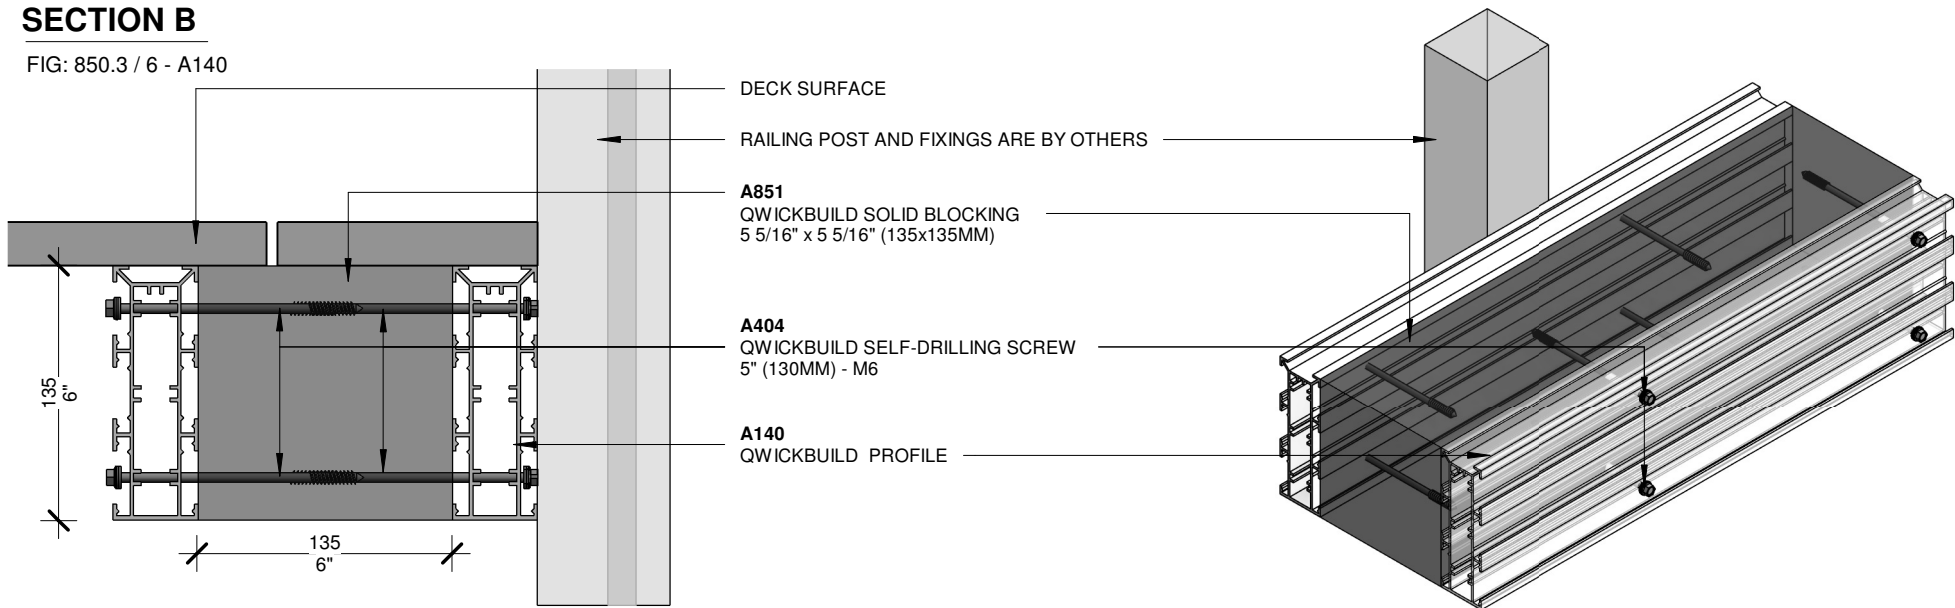 SECTION B
FIG: 850.3 / 6 - A140
DECK SURFACE
RAILING POST AND FIXINGS ARE BY OTHERS
A851
QWICKBUILD SOLID BLOCKING
5 5/16" x 5 5/16" (135x135MM)
A404
QWICKBUILD SELF-DRILLING SCREW
5" (130MM) - M6
A140
QWICKBUILD PROFILE
135
6"
135
6"